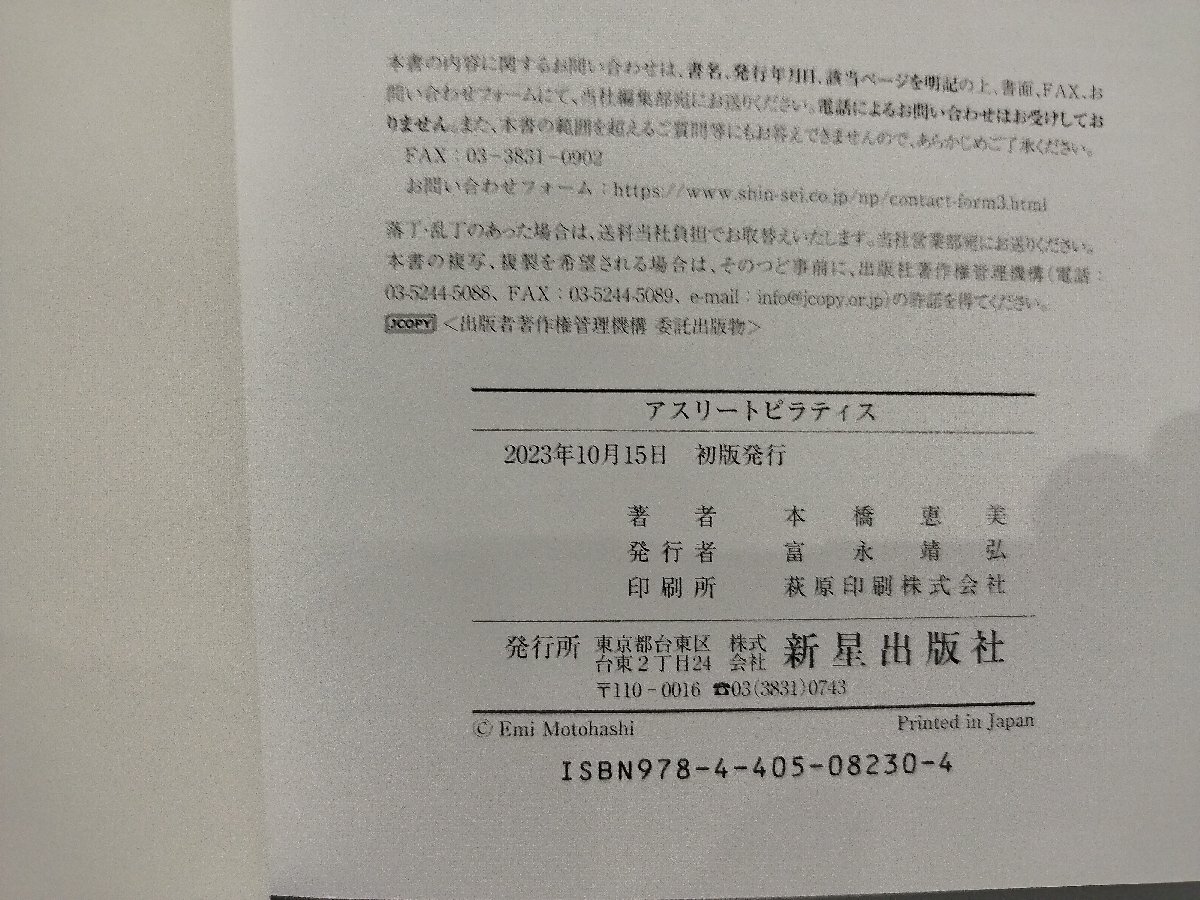 本書の内容に関するお問い合わせは、書名、発行年月日、該当ページを明記の上、書面、FAX、お
問い合わせフォームにて、当社編集部宛にお送りください。電話によるお問い合わせはお受けしてお
りません。また、本書の範囲を超えるご質問等にもお答えできませんので、あらかじめご了承ください。
FAX：03-3831-0902
お問い合わせフォーム：https://www.shin-sei.co.jp/np/contact-form3.html
落丁・乱丁のあった場合は、送料当社負担でお取替えいたします。当社営業部宛にお送りください。
本書の複写、複製を希望される場合は、そのつど事前に、出版社著作権管理機構（電話：
03-5244-5088、FAX：03-5244-5089、e-mail：info@jcopy.or.jp）の許諾を得てください。
JCOPY ＜出版者著作権管理機構 委託出版物＞
アスリートピラティス
2023年10月15日　初版発行
著者　本橋恵美
発行者　富永靖弘
印刷所　萩原印刷株式会社
発行所 東京都台東区台東2丁目24 株式会社 新星出版社
〒110-0016 ☎03(3831)0743
© Emi Motohashi　Printed in Japan
ISBN978-4-405-08230-4